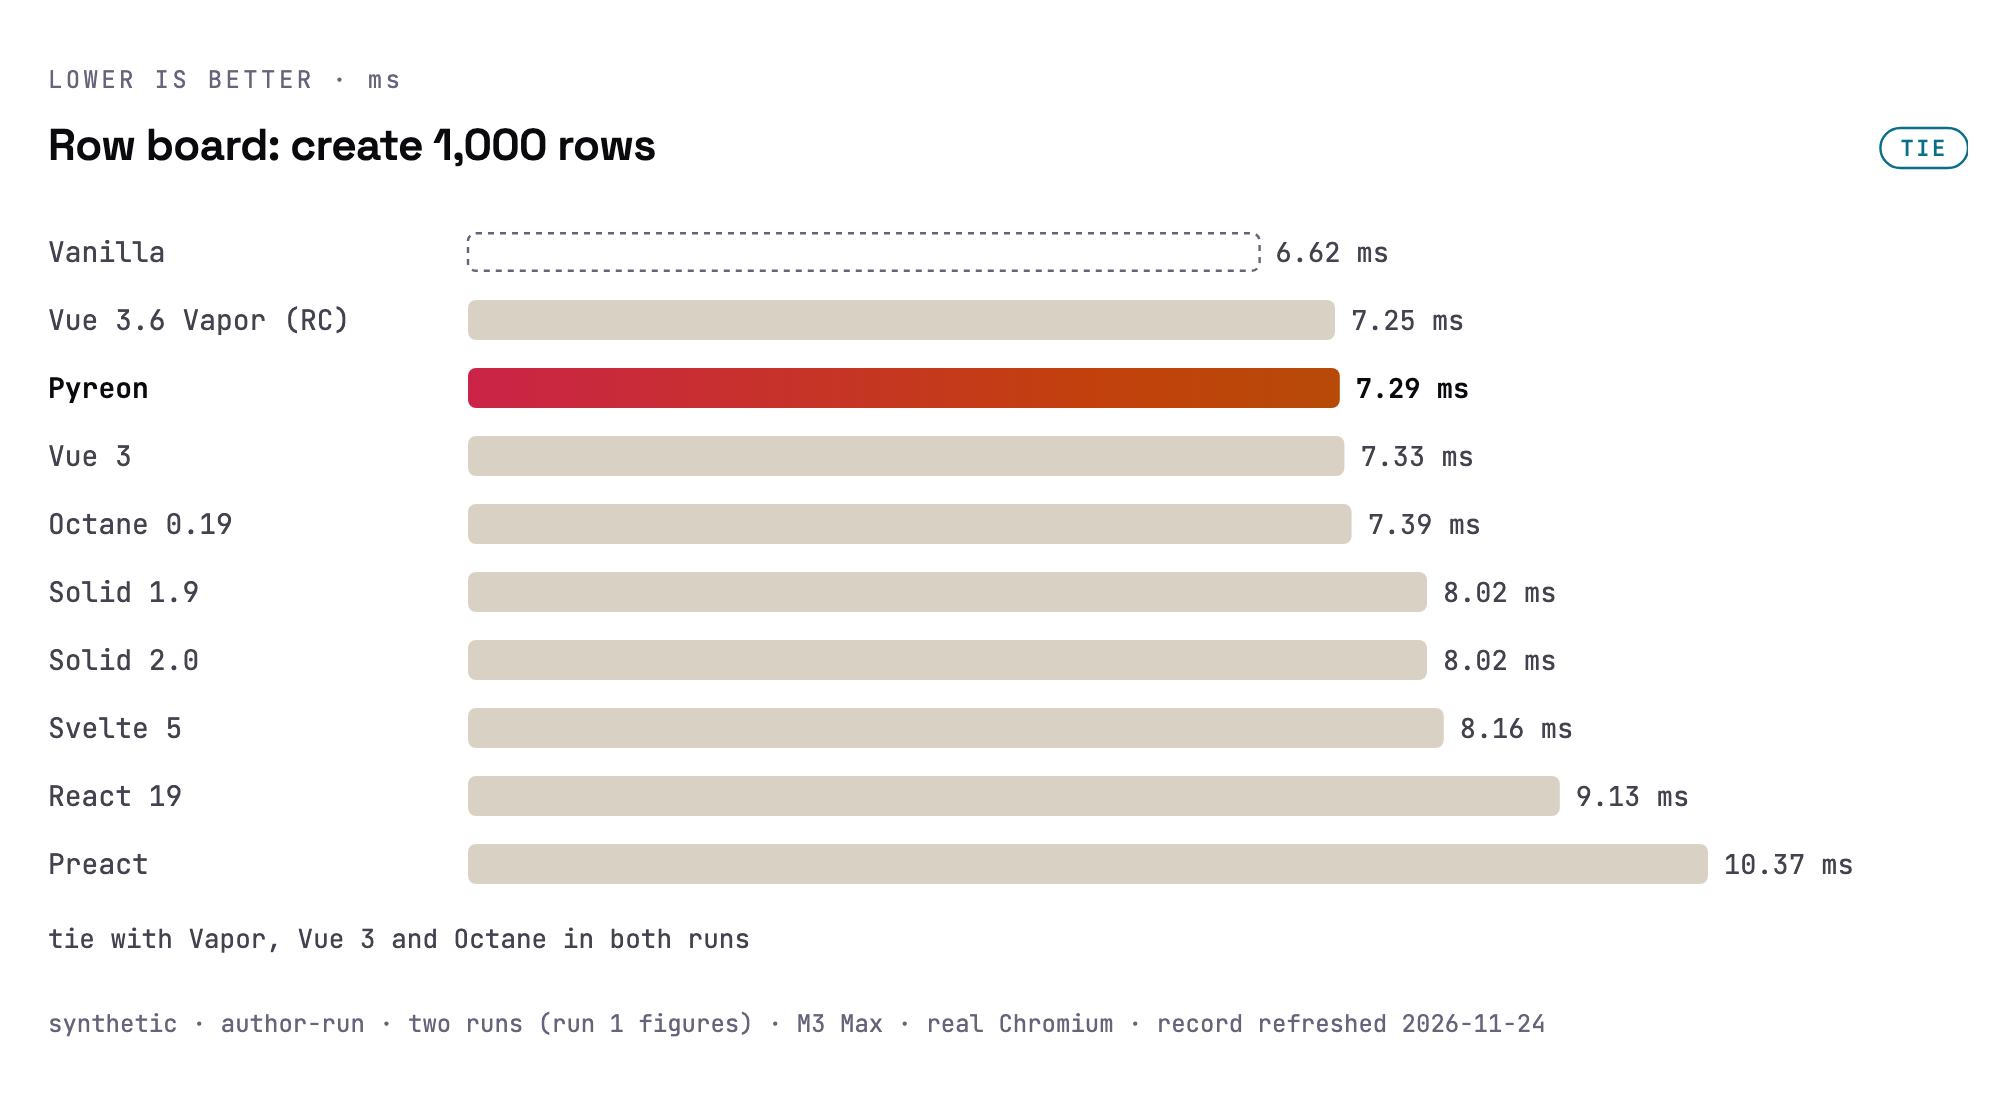 LOWER IS BETTER · ms
Row board: create 1,000 rows
TIE
Vanilla 6.62 ms
Vue 3.6 Vapor (RC) 7.25 ms
Pyreon 7.29 ms
Vue 3 7.33 ms
Octane 0.19 7.39 ms
Solid 1.9 8.02 ms
Solid 2.0 8.02 ms
Svelte 5 8.16 ms
React 19 9.13 ms
Preact 10.37 ms
tie with Vapor, Vue 3 and Octane in both runs
synthetic · author-run · two runs (run 1 figures) · M3 Max · real Chromium · record refreshed 2026-11-24